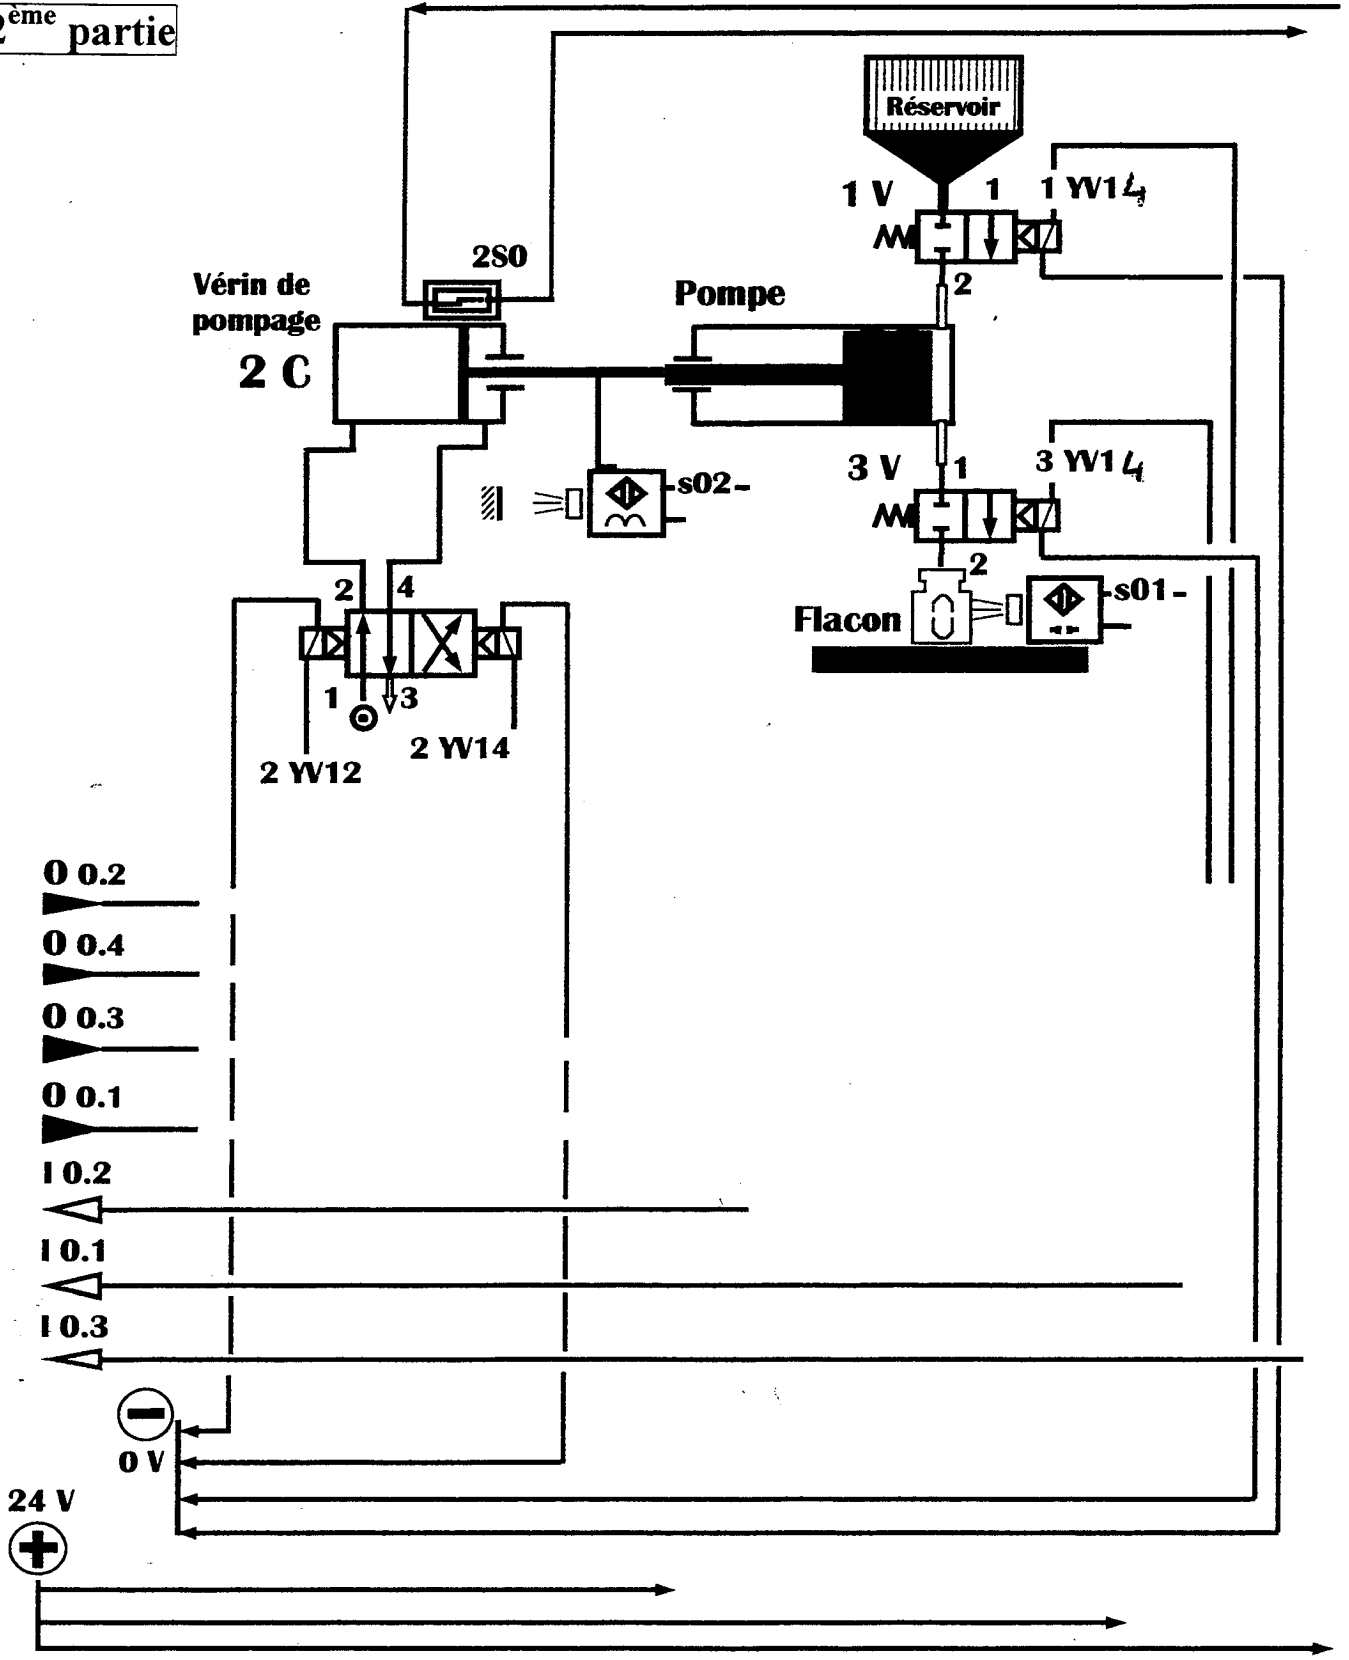 2ème partie
Réservoir
1 V
1
1 YV14
2S0
2
Vérin de
pompage
Pompe
2 C
3 V
1
3 YV14
s02
2
4
2
s01
Flacon
1
3
2 YV14
2 YV12
O 0.2
O 0.4
O 0.3
O 0.1
I 0.2
I 0.1
I 0.3
0 V
24 V